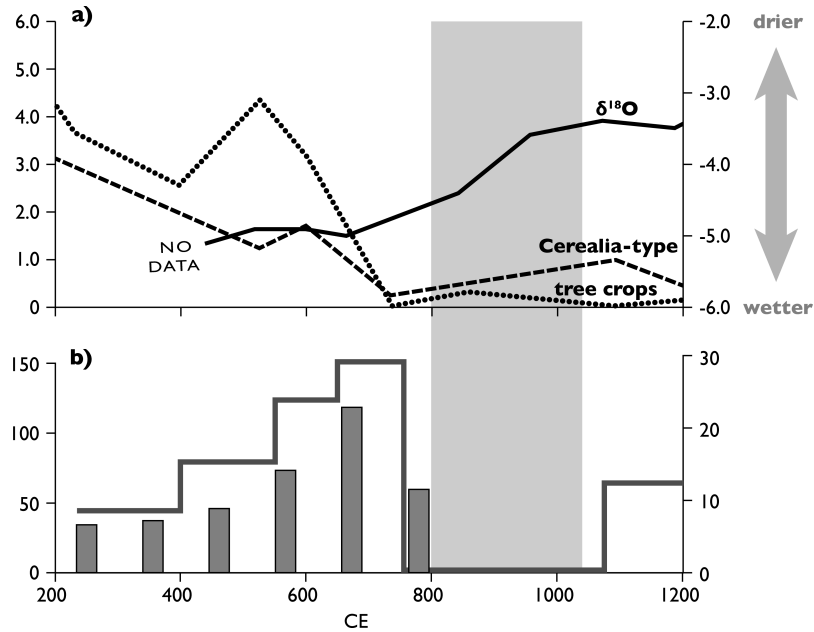 6.0 a) -2.0 drier
5.0 -3.0
4.0 δ¹⁸O -4.0
3.0
2.0 NO DATA -5.0
1.0 Cerealia-type
tree crops
0 -6.0 wetter
b)
150 30
100 20
50 10
0 0
200 400 600 800 1000 1200
CE